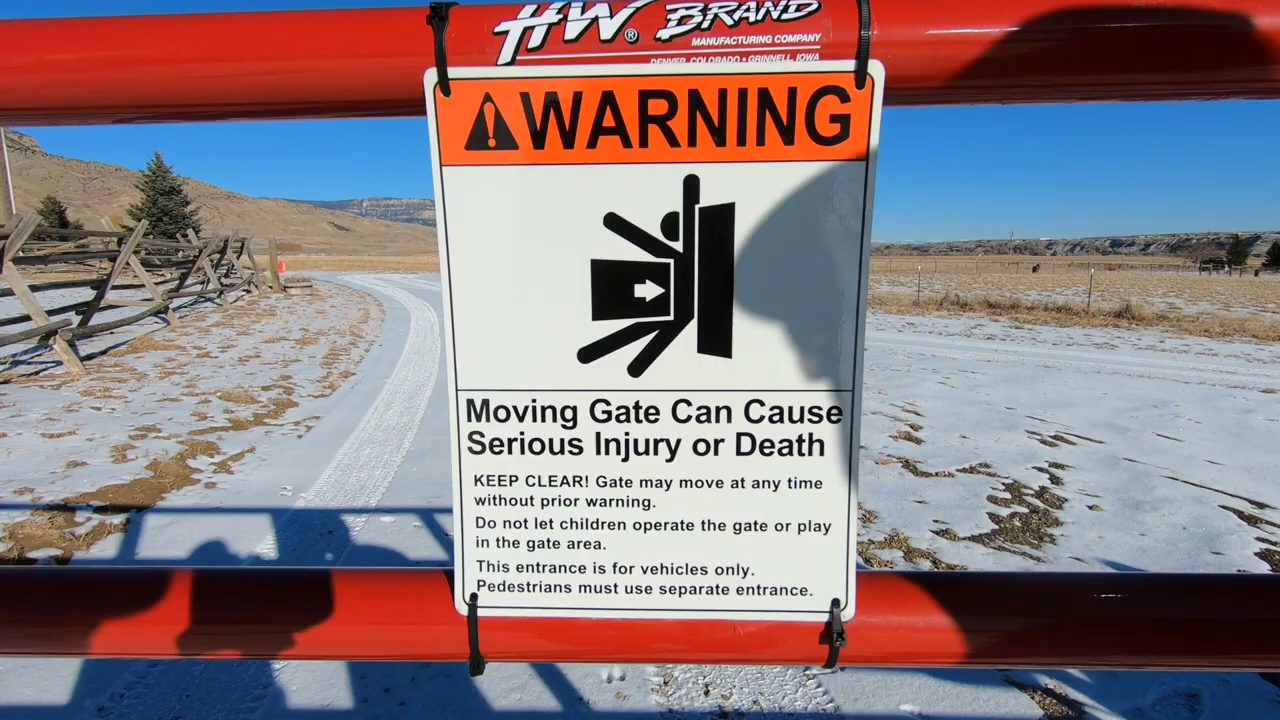 HW® BRAND
MANUFACTURING COMPANY
DENVER, COLORADO • GRINNELL, IOWA
WARNING
Moving Gate Can Cause
Serious Injury or Death
KEEP CLEAR! Gate may move at any time
without prior warning.
Do not let children operate the gate or play
in the gate area.
This entrance is for vehicles only.
Pedestrians must use separate entrance.